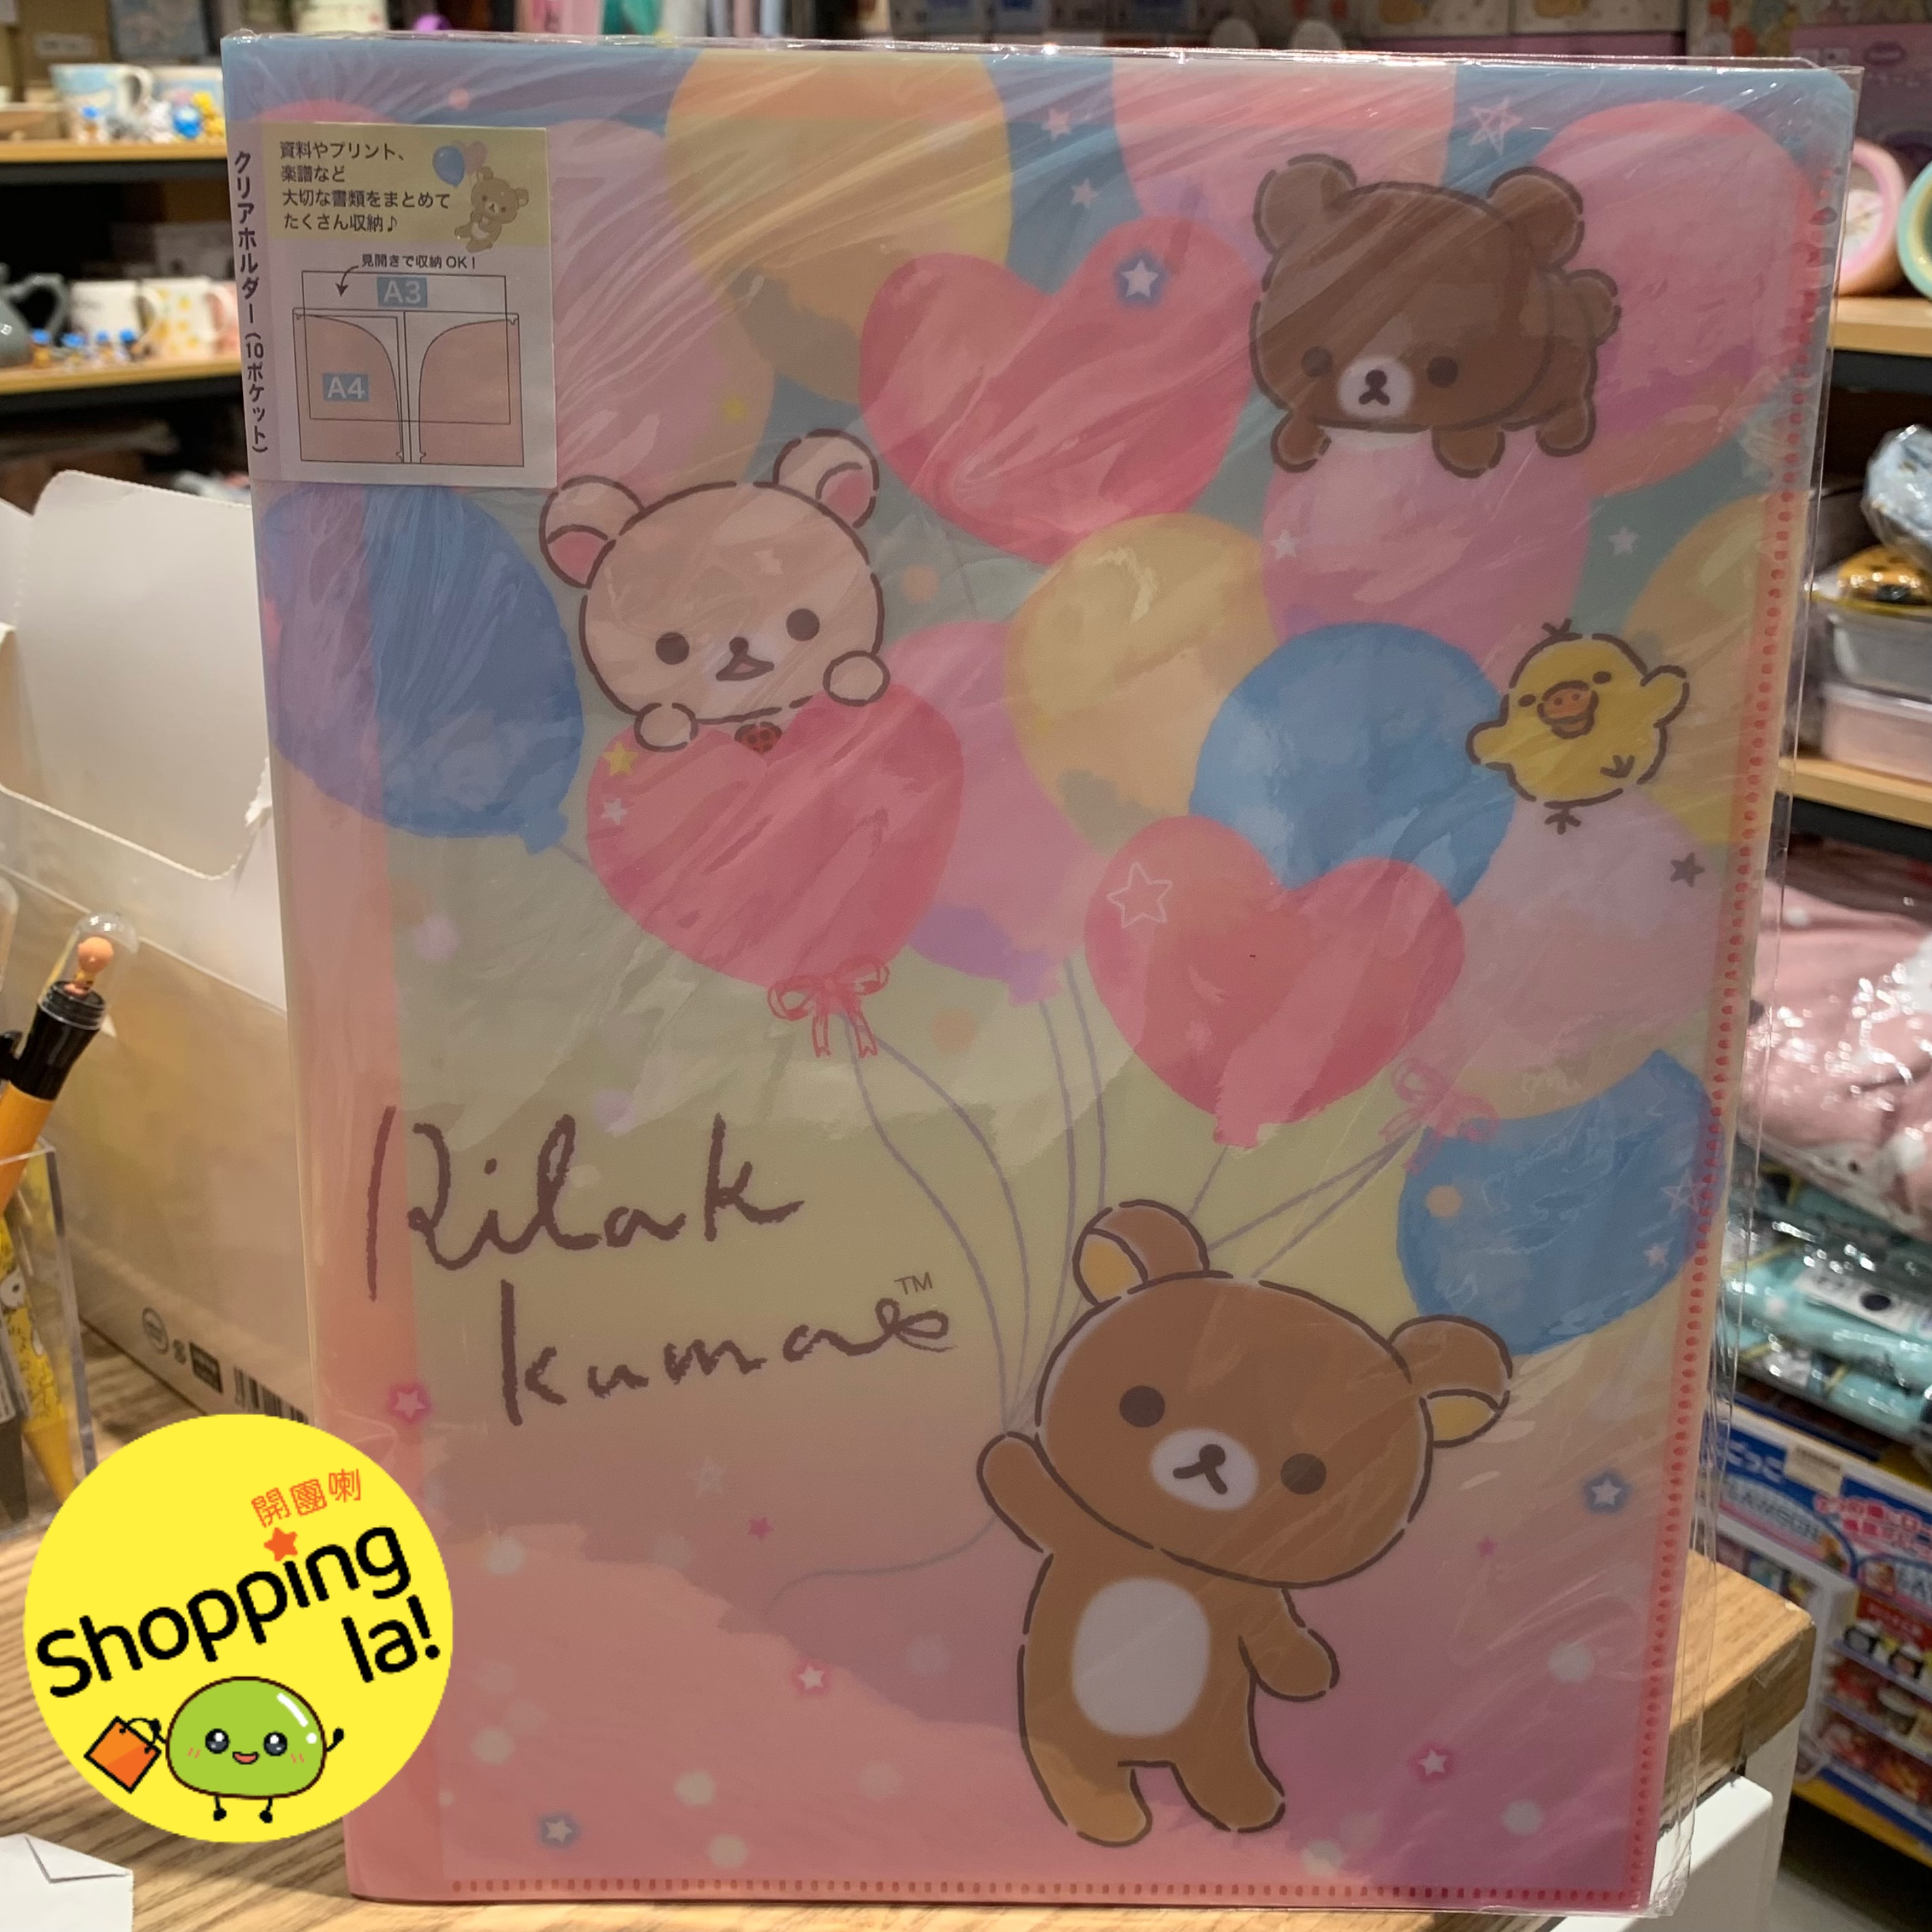 クリアホルダー (10ポケット)
資料やプリント、
楽譜など
大切な書類をまとめて
たくさん収納♪
見開きで収納OK!
A3
A4
Rilak
kuma
TM
開團喇
Shopping
la!